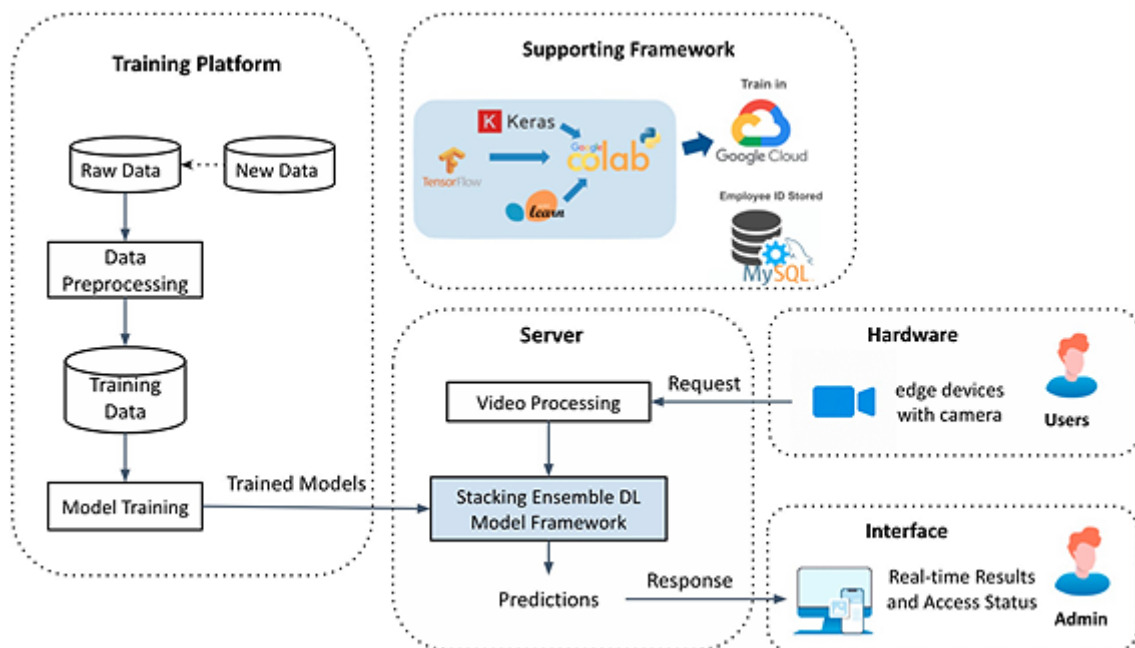 Training Platform
Raw Data
New Data
Data
Preprocessing
Training
Data
Model Training
Trained Models
Supporting Framework
K Keras
TensorFlow
Google
colab
learn
Train in
Google Cloud
Employee ID Stored
MySQL
Server
Video Processing
Stacking Ensemble DL
Model Framework
Predictions
Request
Response
Hardware
edge devices
with camera
Users
Interface
Real-time Results
and Access Status
Admin